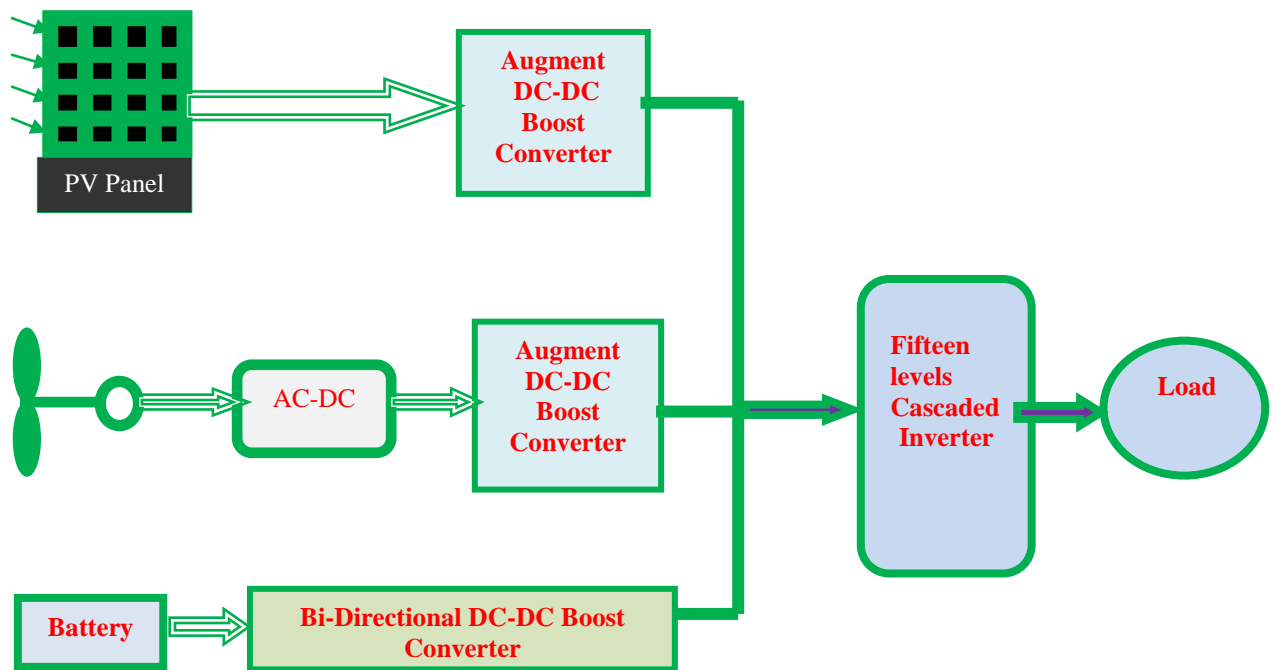 PV Panel
Augment
DC-DC
Boost
Converter
AC-DC
Augment
DC-DC
Boost
Converter
Fifteen
levels
Cascaded
Inverter
Load
Battery
Bi-Directional DC-DC Boost
Converter